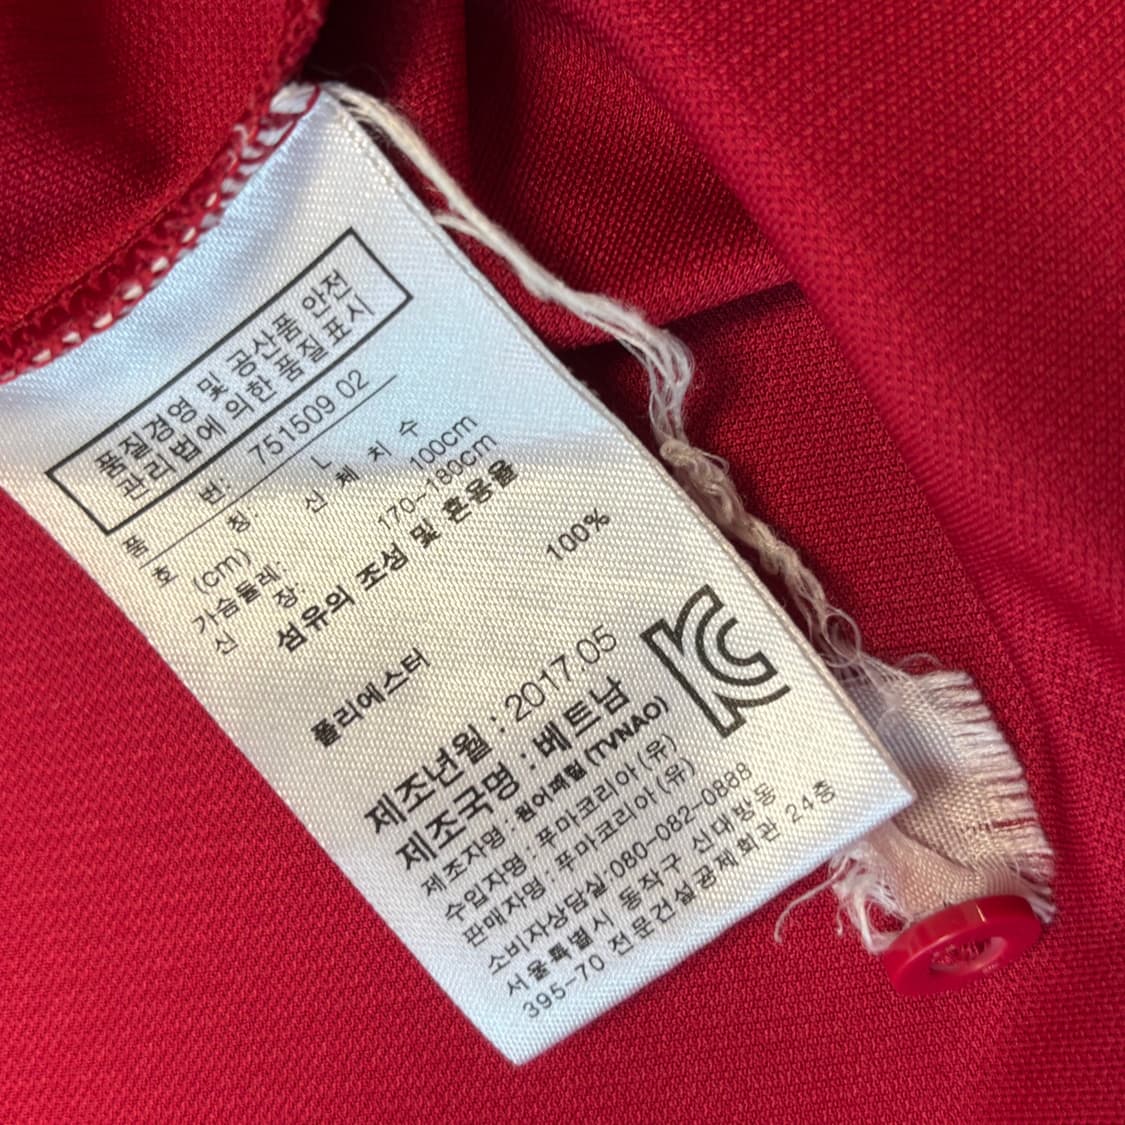 품질경영 및 공산품 안전
관리법에 의한 품질표시
품 번: 751509 02
호 칭: L
(cm) 신 체 치 수
가슴둘레: 100cm
신 장: 170-180cm
섬유의 조성 및 혼용율
폴리에스터 100%
제조년월 : 2017.05
제조국명 : 베트남
제조자명 : 원어패럴 (TVNAO)
수입자명 : 푸마코리아 (유)
판매자명 : 푸마코리아 (유)
소비자상담실:080-082-0888
서울특별시 동작구 신대방동
395-70 전문건설공제회관 24층